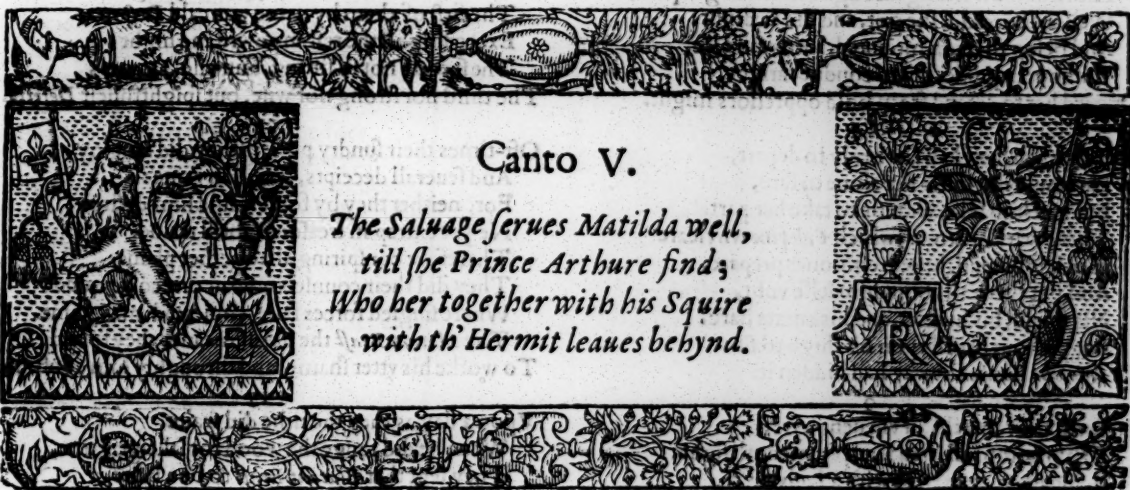 Canto V.
The Saluage ſerues Matilda well,
till ſhe Prince Arthure find;
Who her together with his Squire
with th' Hermit leaues behynd.
E
R